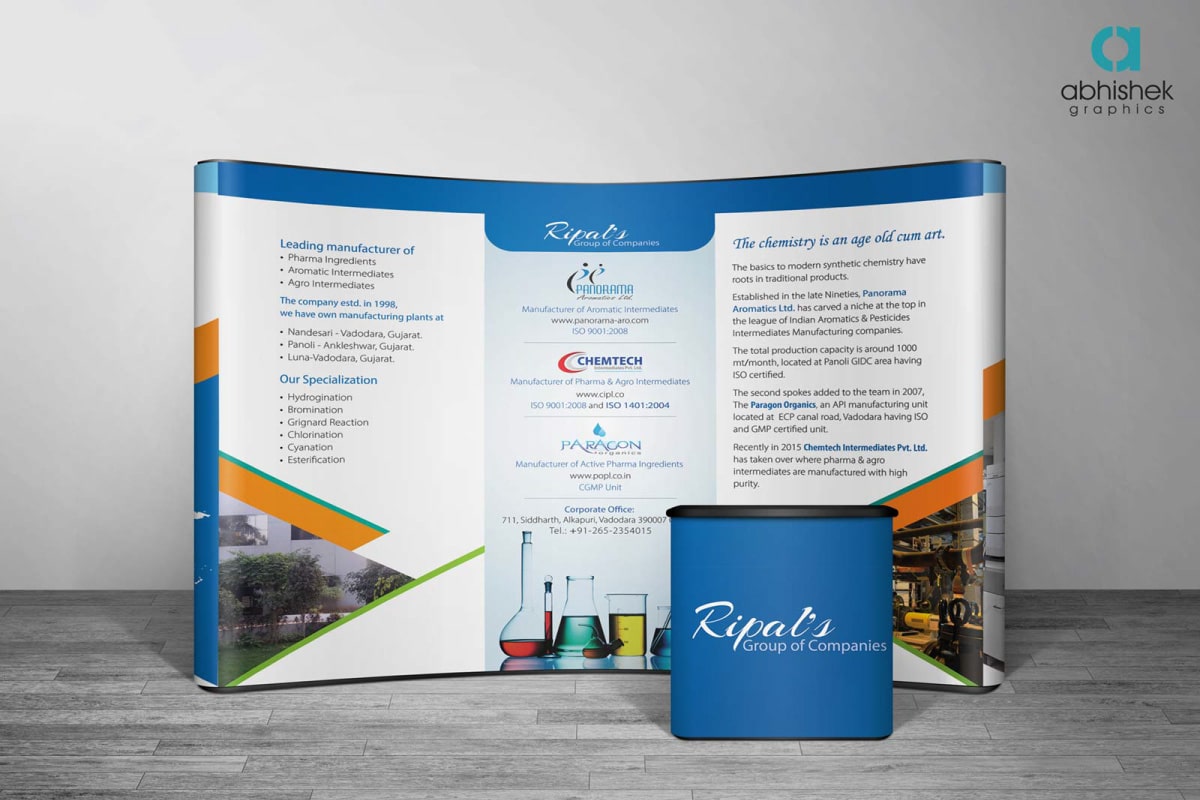 abhishek
graphics
Leading manufacturer of
• Pharma Ingredients
• Aromatic Intermediates
• Agro Intermediates
The company estd. in 1998,
we have own manufacturing plants at
• Nandesari - Vadodara, Gujarat.
• Panoli - Ankleshwar, Gujarat.
• Luna-Vadodara, Gujarat.
Our Specialization
• Hydrogination
• Bromination
• Grignard Reaction
• Chlorination
• Cyanation
• Esterification
Ripal's
Group of Companies
PANORAMA
Aromatics Ltd.
Manufacturer of Aromatic Intermediates
www.panorama-aro.com
ISO 9001:2008
CHEMTECH
Intermediates Pvt. Ltd.
Manufacturer of Pharma & Agro Intermediates
www.cipl.co
ISO 9001:2008 and ISO 1401:2004
PARAGON
organics
Manufacturer of Active Pharma Ingredients
www.popl.co.in
CGMP Unit
Corporate Office:
711, Siddharth, Alkapuri, Vadodara 390007
Tel.: +91-265-2354015
The chemistry is an age old cum art.
The basics to modern synthetic chemistry have
roots in traditional products.
Established in the late Nineties, Panorama
Aromatics Ltd. has carved a niche at the top in
the league of Indian Aromatics & Pesticides
Intermediates Manufacturing companies.
The total production capacity is around 1000
mt/month, located at Panoli GIDC area having
ISO certified.
The second spokes added to the team in 2007,
The Paragon Organics, an API manufacturing unit
located at ECP canal road, Vadodara having ISO
and GMP certified unit.
Recently in 2015 Chemtech Intermediates Pvt. Ltd.
has taken over where pharma & agro
intermediates are manufactured with high
purity.
Ripal's
Group of Companies